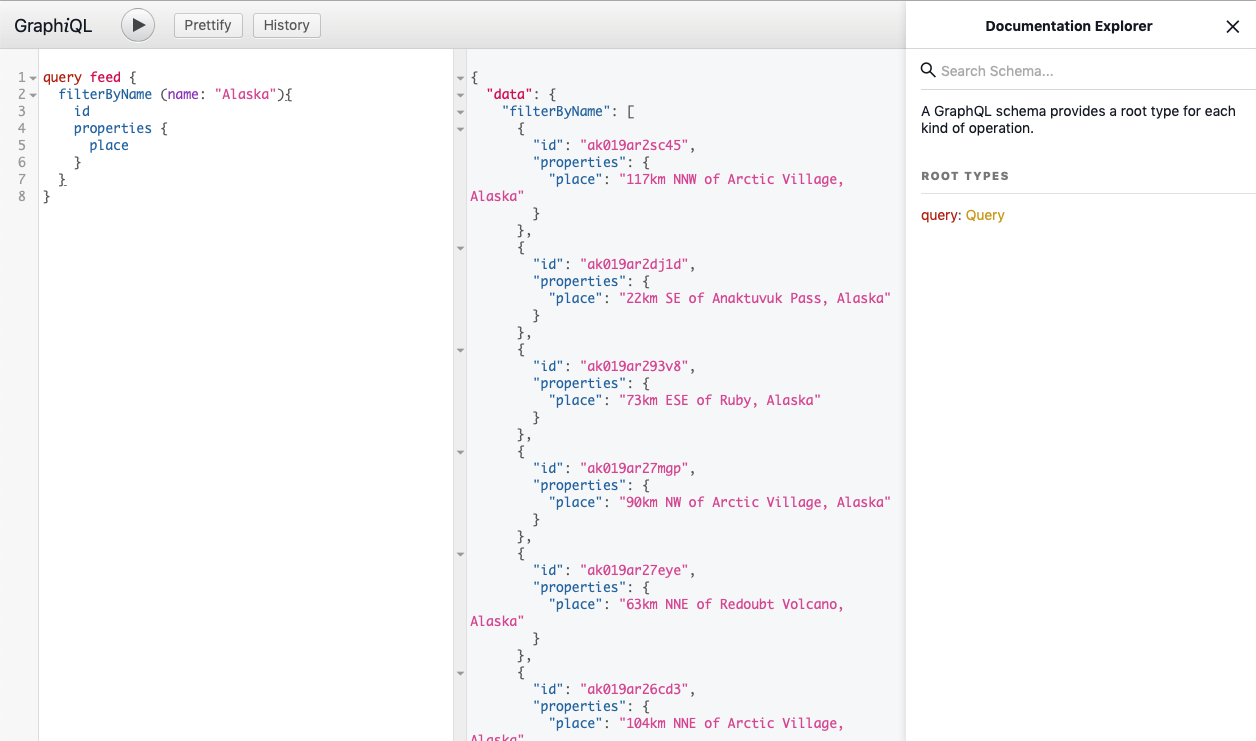 GraphiQL
Prettify
History
1 query feed {
2   filterByName (name: "Alaska"){
3     id
4     properties {
5       place
6     }
7   }
8 }
{
  "data": {
    "filterByName": [
      {
        "id": "ak019ar2sc45",
        "properties": {
          "place": "117km NNW of Arctic Village,
Alaska"
        }
      },
      {
        "id": "ak019ar2dj1d",
        "properties": {
          "place": "22km SE of Anaktuvuk Pass, Alaska"
        }
      },
      {
        "id": "ak019ar293v8",
        "properties": {
          "place": "73km ESE of Ruby, Alaska"
        }
      },
      {
        "id": "ak019ar27mgp",
        "properties": {
          "place": "90km NW of Arctic Village, Alaska"
        }
      },
      {
        "id": "ak019ar27eye",
        "properties": {
          "place": "63km NNE of Redoubt Volcano,
Alaska"
        }
      },
      {
        "id": "ak019ar26cd3",
        "properties": {
          "place": "104km NNE of Arctic Village,
Alaska"
Documentation Explorer
Search Schema...
A GraphQL schema provides a root type for each
kind of operation.
ROOT TYPES
query: Query